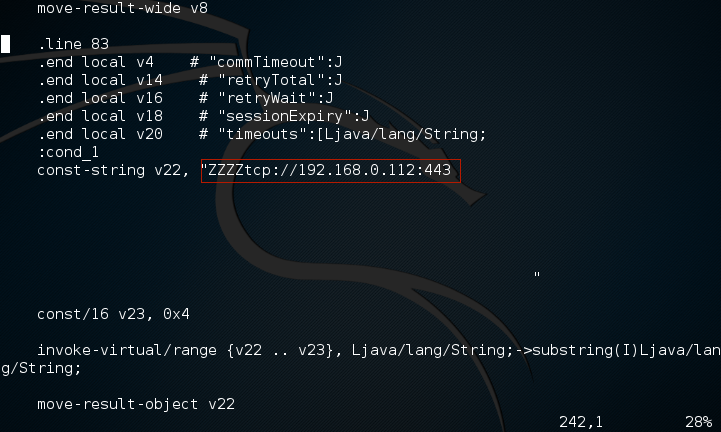 move-result-wide v8
.line 83
.end local v4    # "commTimeout":J
.end local v14    # "retryTotal":J
.end local v16    # "retryWait":J
.end local v18    # "sessionExpiry":J
.end local v20    # "timeouts":[Ljava/lang/String;
:cond_1
const-string v22, "ZZZZtcp://192.168.0.112:443
"
const/16 v23, 0x4
invoke-virtual/range {v22 .. v23}, Ljava/lang/String;->substring(I)Ljava/lan
g/String;
move-result-object v22
242,1    28%